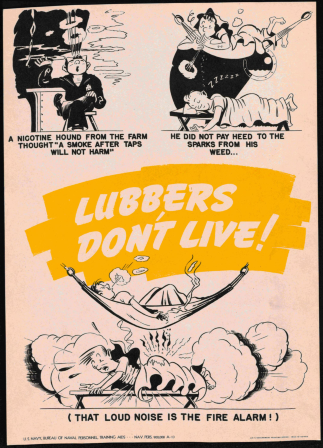 A NICOTINE HOUND FROM THE FARM
THOUGHT "A SMOKE AFTER TAPS
WILL NOT HARM"
HE DID NOT PAY HEED TO THE
SPARKS FROM HIS
WEED...
ZZZZZ
LUBBERS
DON'T LIVE!
(THAT LOUD NOISE IS THE FIRE ALARM!)
U.S. NAVY, BUREAU OF NAVAL PERSONNEL, TRAINING AIDS
NAV PERS